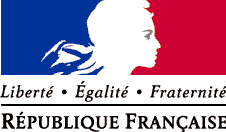 Liberté • Égalité • Fraternité
RÉPUBLIQUE FRANÇAISE